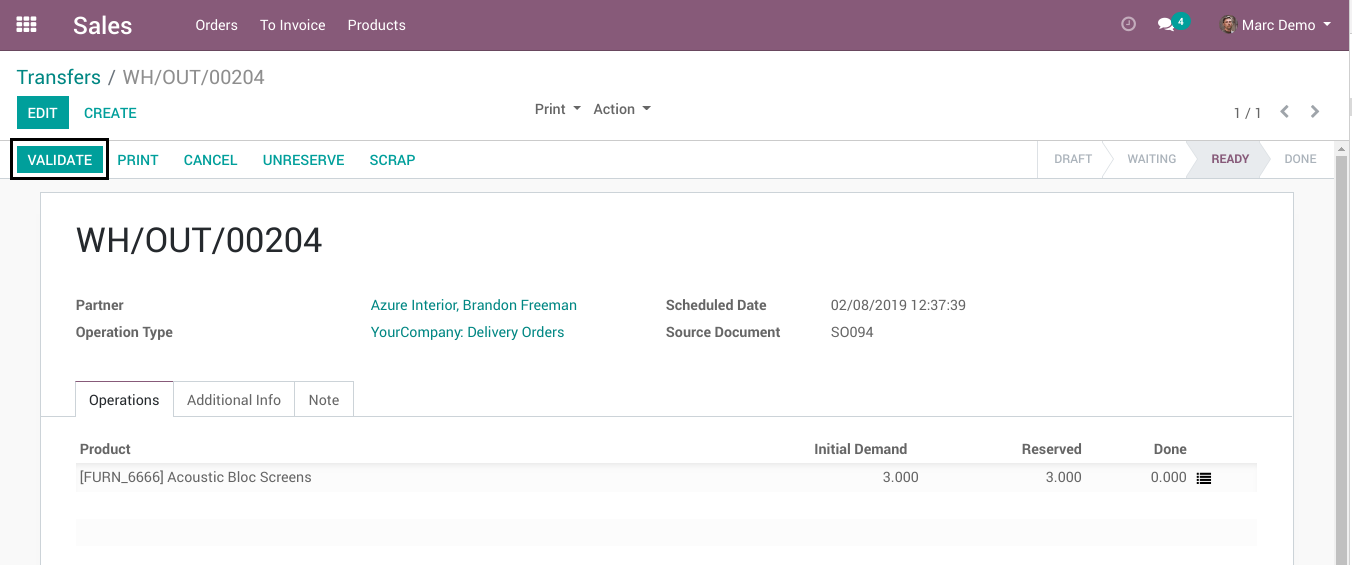 Sales Orders To Invoice Products 4 Marc Demo
Transfers / WH/OUT/00204
EDIT CREATE Print Action 1 / 1
VALIDATE PRINT CANCEL UNRESERVE SCRAP DRAFT WAITING READY DONE
WH/OUT/00204
Partner Azure Interior, Brandon Freeman Scheduled Date 02/08/2019 12:37:39
Operation Type YourCompany: Delivery Orders Source Document SO094
Operations Additional Info Note
Product Initial Demand Reserved Done
[FURN_6666] Acoustic Bloc Screens 3.000 3.000 0.000